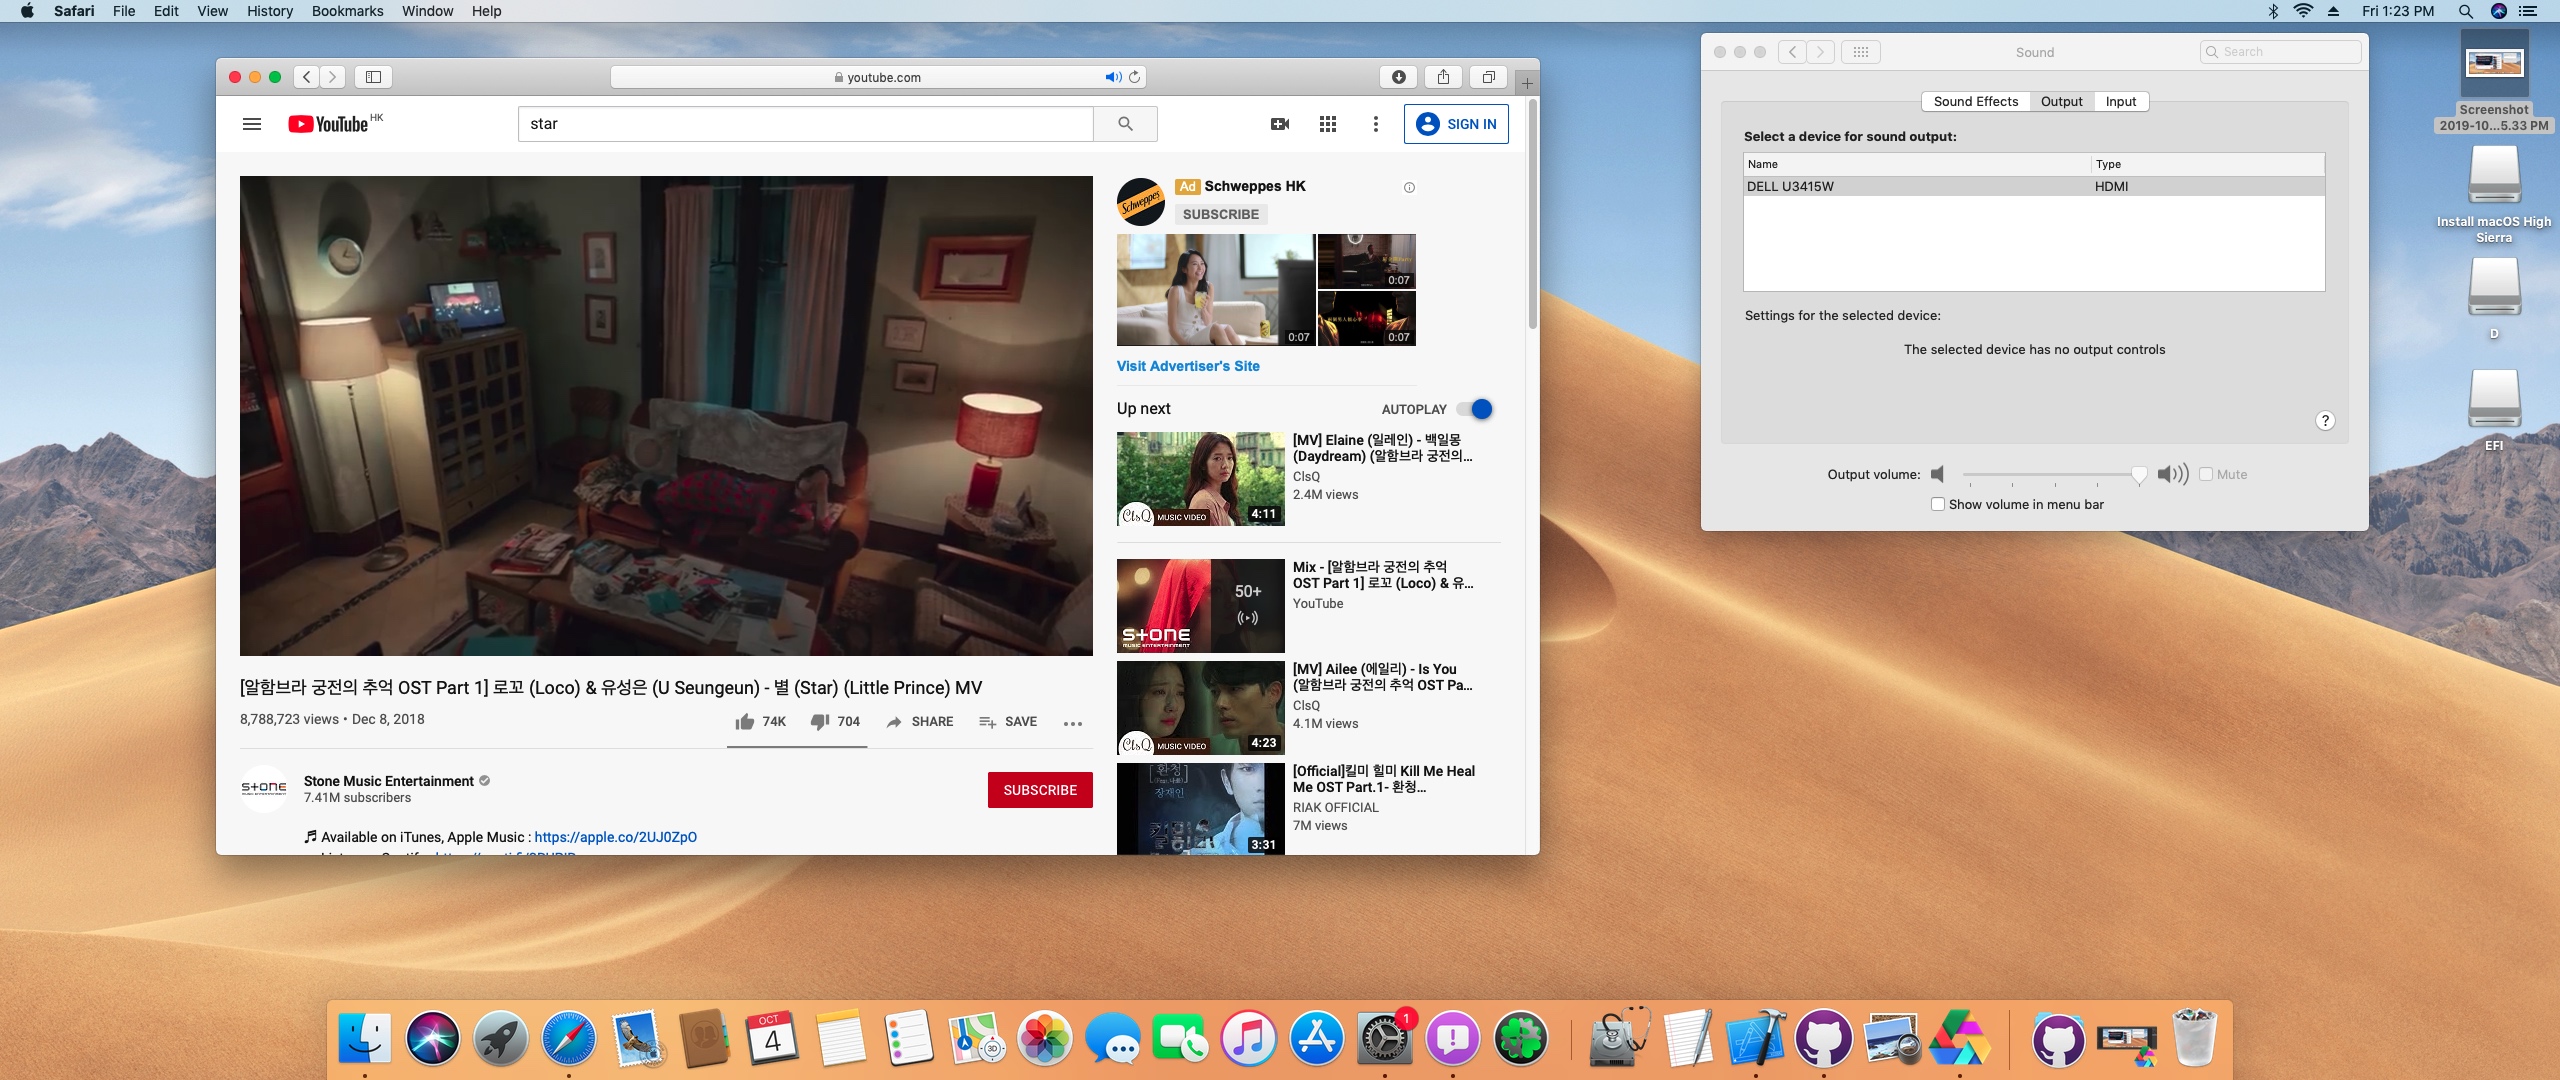 Safari File Edit View History Bookmarks Window Help
Fri 1:23 PM
youtube.com
YouTube HK
star
SIGN IN
Ad Schweppes HK
SUBSCRIBE
Schweppes
0:07
0:07
0:07
Visit Advertiser's Site
Up next
AUTOPLAY
[MV] Elaine (일레인) - 백일몽
(Daydream) (알함브라 궁전의...
ClsQ
2.4M views
ClsQ MUSIC VIDEO
4:11
Mix - [알함브라 궁전의 추억
OST Part 1] 로꼬 (Loco) & 유...
YouTube
50+
S+ONE
MUSIC ENTERTAINMENT
[MV] Ailee (에일리) - Is You
(알함브라 궁전의 추억 OST Pa...
ClsQ
4.1M views
ClsQ MUSIC VIDEO
4:23
[Official]킬미 힐미 Kill Me Heal
Me OST Part.1- 환청...
RIAK OFFICIAL
7M views
[환청]
장재인
3:31
[알함브라 궁전의 추억 OST Part 1] 로꼬 (Loco) & 유성은 (U Seungeun) - 별 (Star) (Little Prince) MV
8,788,723 views • Dec 8, 2018
74K 704 SHARE SAVE
S+ONE
Stone Music Entertainment
7.41M subscribers
SUBSCRIBE
Available on iTunes, Apple Music : https://apple.co/2UJ0ZpO
Sound
Search
Sound Effects Output Input
Select a device for sound output:
Name Type
DELL U3415W HDMI
Settings for the selected device:
The selected device has no output controls
?
Output volume: Mute
Show volume in menu bar
Screenshot
2019-10...5.33 PM
Install macOS High
Sierra
D
EFI
OCT
4
1